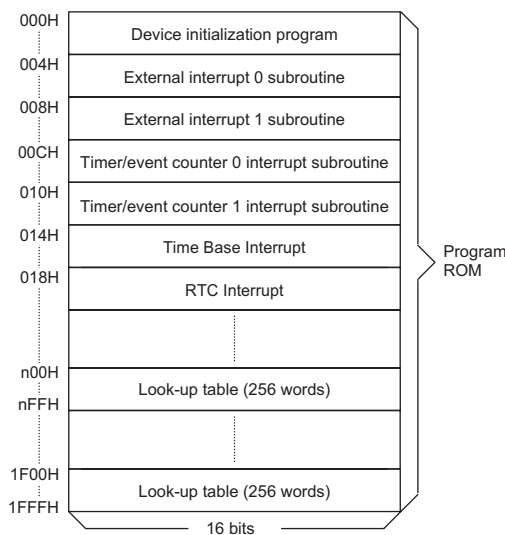 000H
Device initialization program
004H
External interrupt 0 subroutine
008H
External interrupt 1 subroutine
00CH
Timer/event counter 0 interrupt subroutine
010H
Timer/event counter 1 interrupt subroutine
014H
Time Base Interrupt
018H
RTC Interrupt
Program
ROM
n00H
Look-up table (256 words)
nFFH
1F00H
Look-up table (256 words)
1FFFH
16 bits